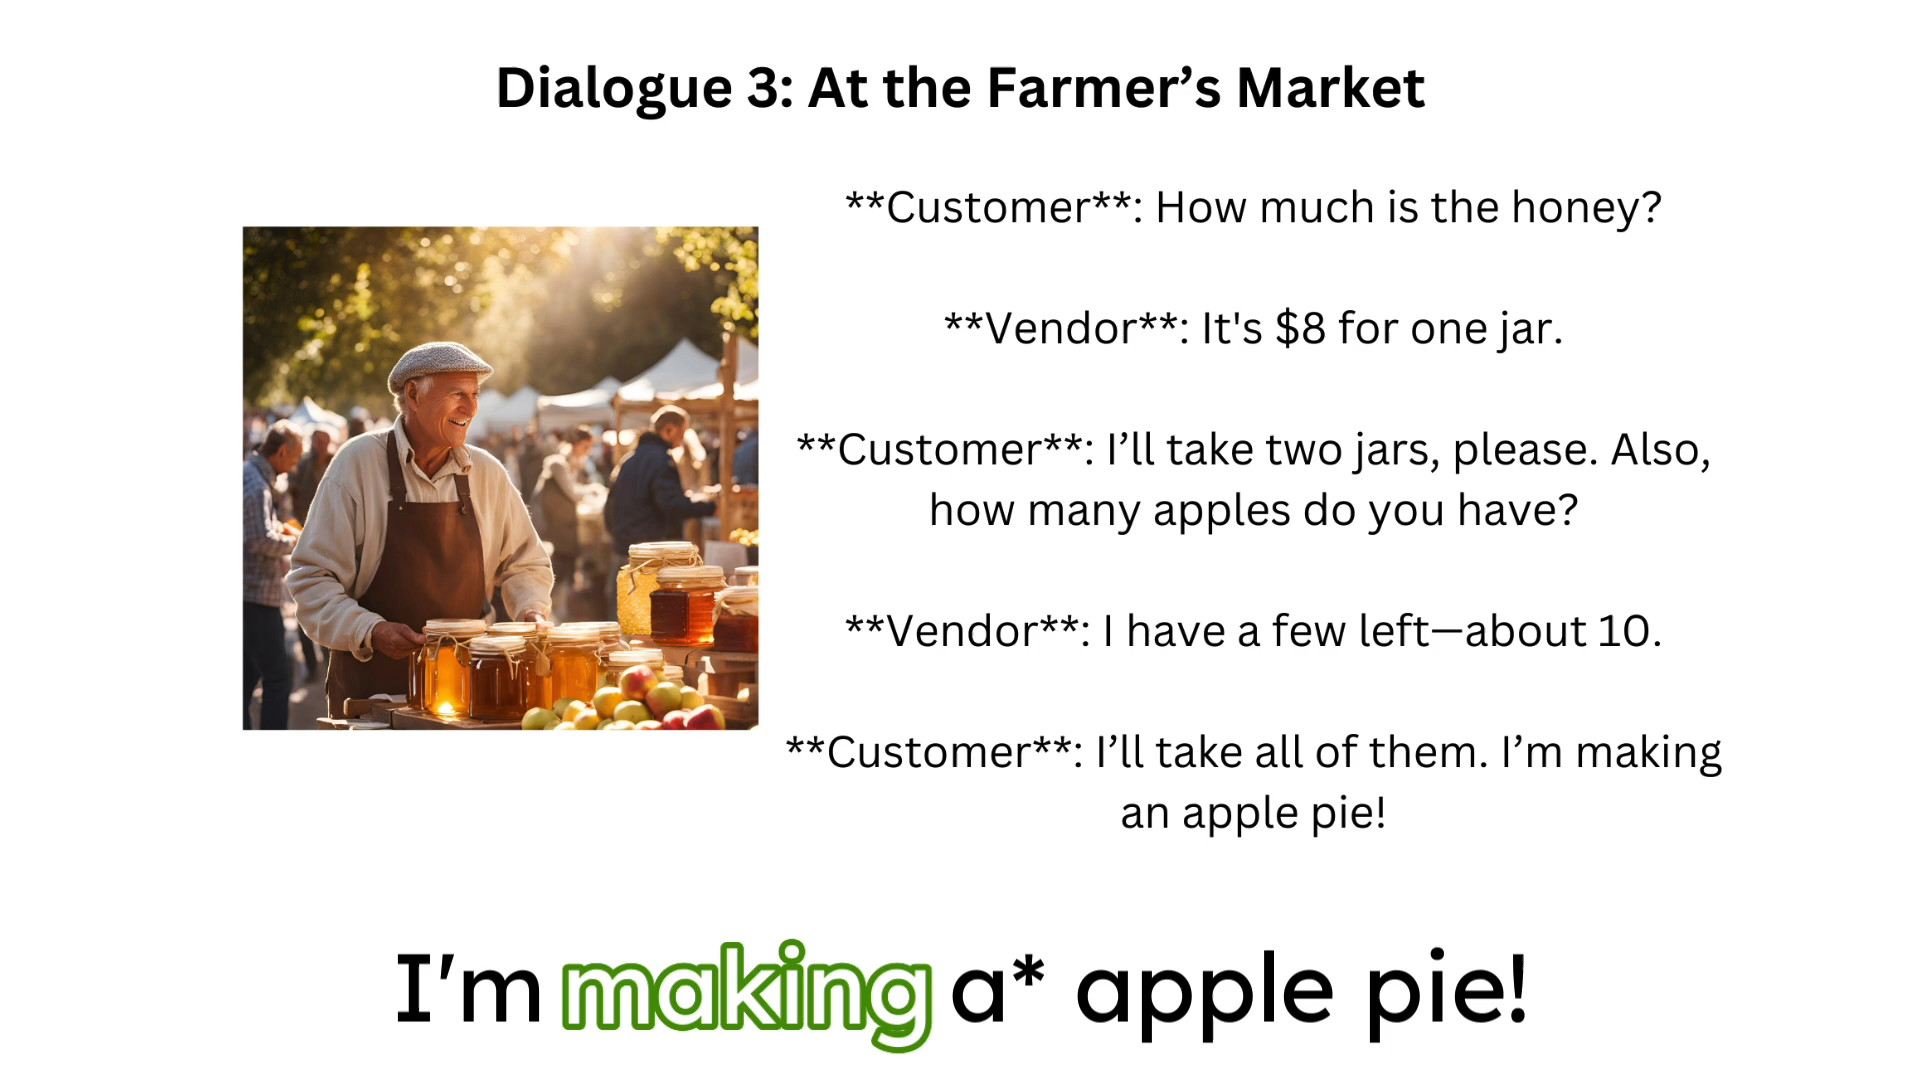 Dialogue 3: At the Farmer’s Market
**Customer**: How much is the honey?
**Vendor**: It's $8 for one jar.
**Customer**: I’ll take two jars, please. Also,
how many apples do you have?
**Vendor**: I have a few left—about 10.
**Customer**: I’ll take all of them. I’m making
an apple pie!
I'm making a* apple pie!